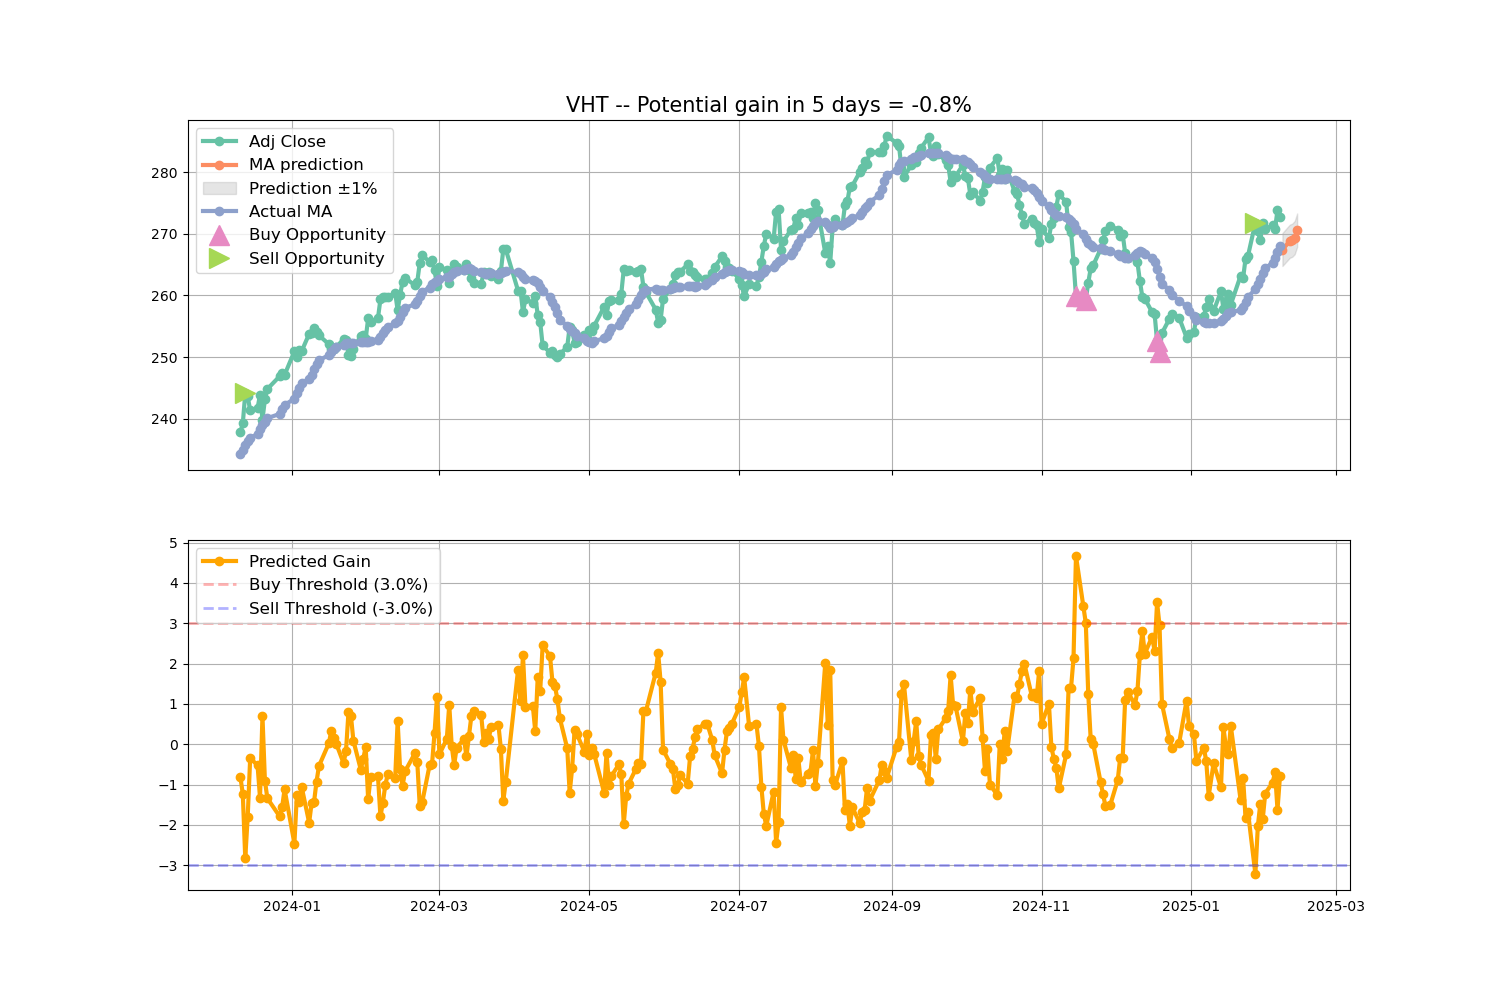 VHT -- Potential gain in 5 days = -0.8%
Adj Close
MA prediction
Prediction ±1%
Actual MA
Buy Opportunity
Sell Opportunity
280
270
260
250
240
Predicted Gain
Buy Threshold (3.0%)
Sell Threshold (-3.0%)
5
4
3
2
1
0
−1
−2
−3
2024-01
2024-03
2024-05
2024-07
2024-09
2024-11
2025-01
2025-03